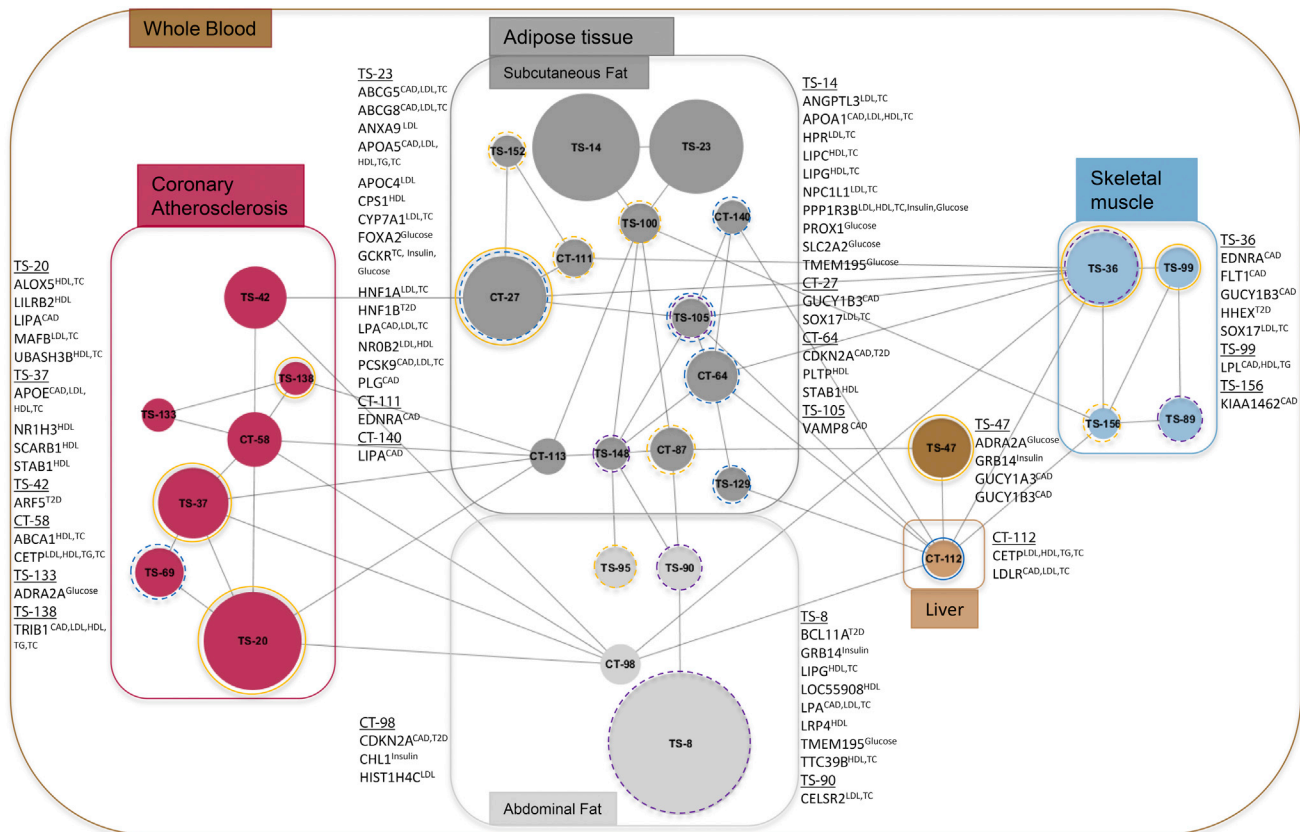 Whole Blood
Adipose tissue
Subcutaneous Fat
Coronary
Atherosclerosis
Skeletal
muscle
Liver
Abdominal Fat
TS-20
ALOX5HDL,TC
LILRB2HDL
LIPACAD
MAFBLDL,TC
UBASH3BHDL,TC
TS-37
APOECAD,LDL,
HDL,TC
NR1H3HDL
SCARB1HDL
STAB1HDL
TS-42
ARF5T2D
CT-58
ABCA1HDL,TC
CETPLDL,HDL,TG,TC
TS-133
ADRA2AGlucose
TS-138
TRIB1CAD,LDL,HDL,
TG,TC
TS-42
TS-138
TS-133
CT-58
TS-37
TS-69
TS-20
TS-23
ABCG5CAD,LDL,TC
ABCG8CAD,LDL,TC
ANXA9LDL
APOA5CAD,LDL,
HDL,TG,TC
APOC4LDL
CPS1HDL
CYP7A1LDL,TC
FOXA2Glucose
GCKRTC, Insulin,
Glucose
HNF1ALDL,TC
HNF1BT2D
LPACAD,LDL,TC
NR0B2LDL,HDL
PCSK9CAD,LDL,TC
PLGCAD
CT-111
EDNRACAD
CT-140
LIPACAD
TS-152
TS-14
TS-23
TS-100
CT-140
CT-111
CT-27
TS-105
CT-64
CT-113
TS-148
CT-87
TS-129
TS-95
TS-90
CT-98
TS-8
CT-98
CDKN2ACAD,T2D
CHL1Insulin
HIST1H4CLDL
TS-14
ANGPTL3LDL,TC
APOA1CAD,LDL,HDL,TC
HPRLDL,TC
LIPCHDL,TC
LIPGHDL,TC
NPC1L1LDL,TC
PPP1R3BLDL,HDL,TC,Insulin,Glucose
PROX1Glucose
SLC2A2Glucose
TMEM195Glucose
CT-27
GUCY1B3CAD
SOX17LDL,TC
CT-64
CDKN2ACAD,T2D
PLTPHDL
STAB1HDL
TS-105
VAMP8CAD
TS-8
BCL11AT2D
GRB14Insulin
LIPGHDL,TC
LOC55908HDL
LPACAD,LDL,TC
LRP4HDL
TMEM195Glucose
TTC39BHDL,TC
TS-90
CELSR2LDL,TC
TS-47
TS-47
ADRA2AGlucose
GRB14Insulin
GUCY1A3CAD
GUCY1B3CAD
CT-112
CT-112
CETPLDL,HDL,TG,TC
LDLRCAD,LDL,TC
TS-36
TS-99
TS-156
TS-89
TS-36
EDNRACAD
FLT1CAD
GUCY1B3CAD
HHEXT2D
SOX17LDL,TC
TS-99
LPLCAD,HDL,TG
TS-156
KIAA1462CAD